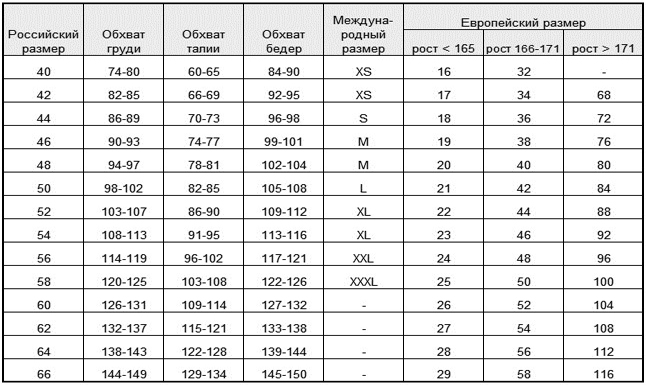 Российский размер | Обхват груди | Обхват талии | Обхват бедер | Междуна-родный размер | Европейский размер
рост < 165 | рост 166-171 | рост > 171
40 | 74-80 | 60-65 | 84-90 | XS | 16 | 32 | -
42 | 82-85 | 66-69 | 92-95 | XS | 17 | 34 | 68
44 | 86-89 | 70-73 | 96-98 | S | 18 | 36 | 72
46 | 90-93 | 74-77 | 99-101 | M | 19 | 38 | 76
48 | 94-97 | 78-81 | 102-104 | M | 20 | 40 | 80
50 | 98-102 | 82-85 | 105-108 | L | 21 | 42 | 84
52 | 103-107 | 86-90 | 109-112 | XL | 22 | 44 | 88
54 | 108-113 | 91-95 | 113-116 | XL | 23 | 46 | 92
56 | 114-119 | 96-102 | 117-121 | XXL | 24 | 48 | 96
58 | 120-125 | 103-108 | 122-126 | XXXL | 25 | 50 | 100
60 | 126-131 | 109-114 | 127-132 | - | 26 | 52 | 104
62 | 132-137 | 115-121 | 133-138 | - | 27 | 54 | 108
64 | 138-143 | 122-128 | 139-144 | - | 28 | 56 | 112
66 | 144-149 | 129-134 | 145-150 | - | 29 | 58 | 116